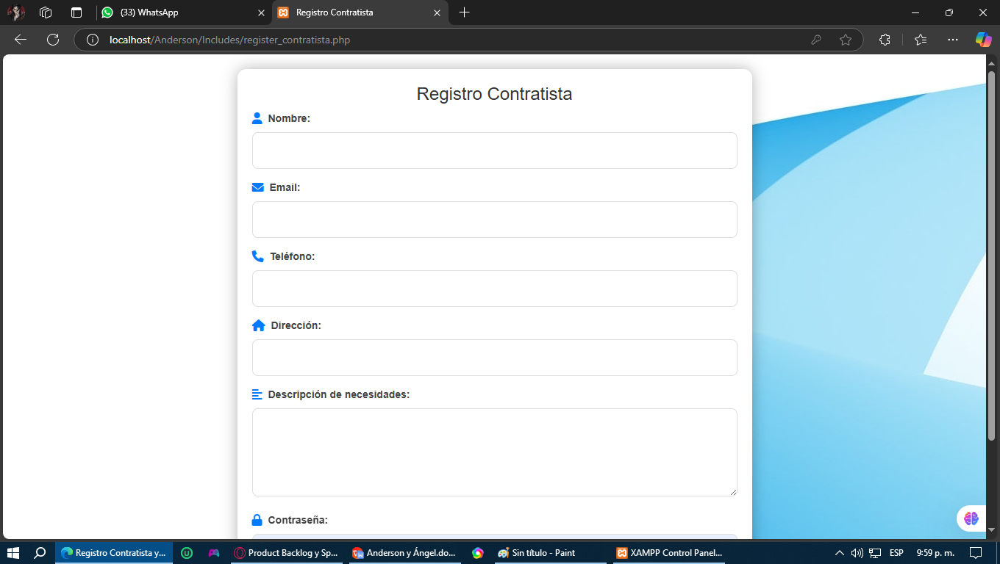 (33) WhatsApp
Registro Contratista
localhost/Anderson/Includes/register_contratista.php
Registro Contratista
Nombre:
Email:
Teléfono:
Dirección:
Descripción de necesidades:
Contraseña:
Registro Contratista y...
Product Backlog y Sp...
Anderson y Ángel.do...
Sin título - Paint
XAMPP Control Panel...
ESP
9:59 p. m.